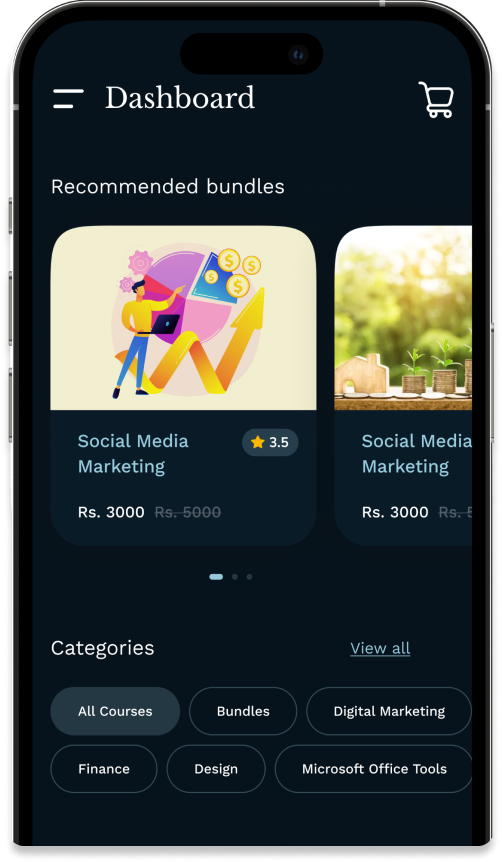 Dashboard
Recommended bundles
Social Media
Marketing
3.5
Rs. 3000 Rs. 5000
Social Media
Marketing
Rs. 3000 Rs. 5
Categories
View all
All Courses
Bundles
Digital Marketing
Finance
Design
Microsoft Office Tools